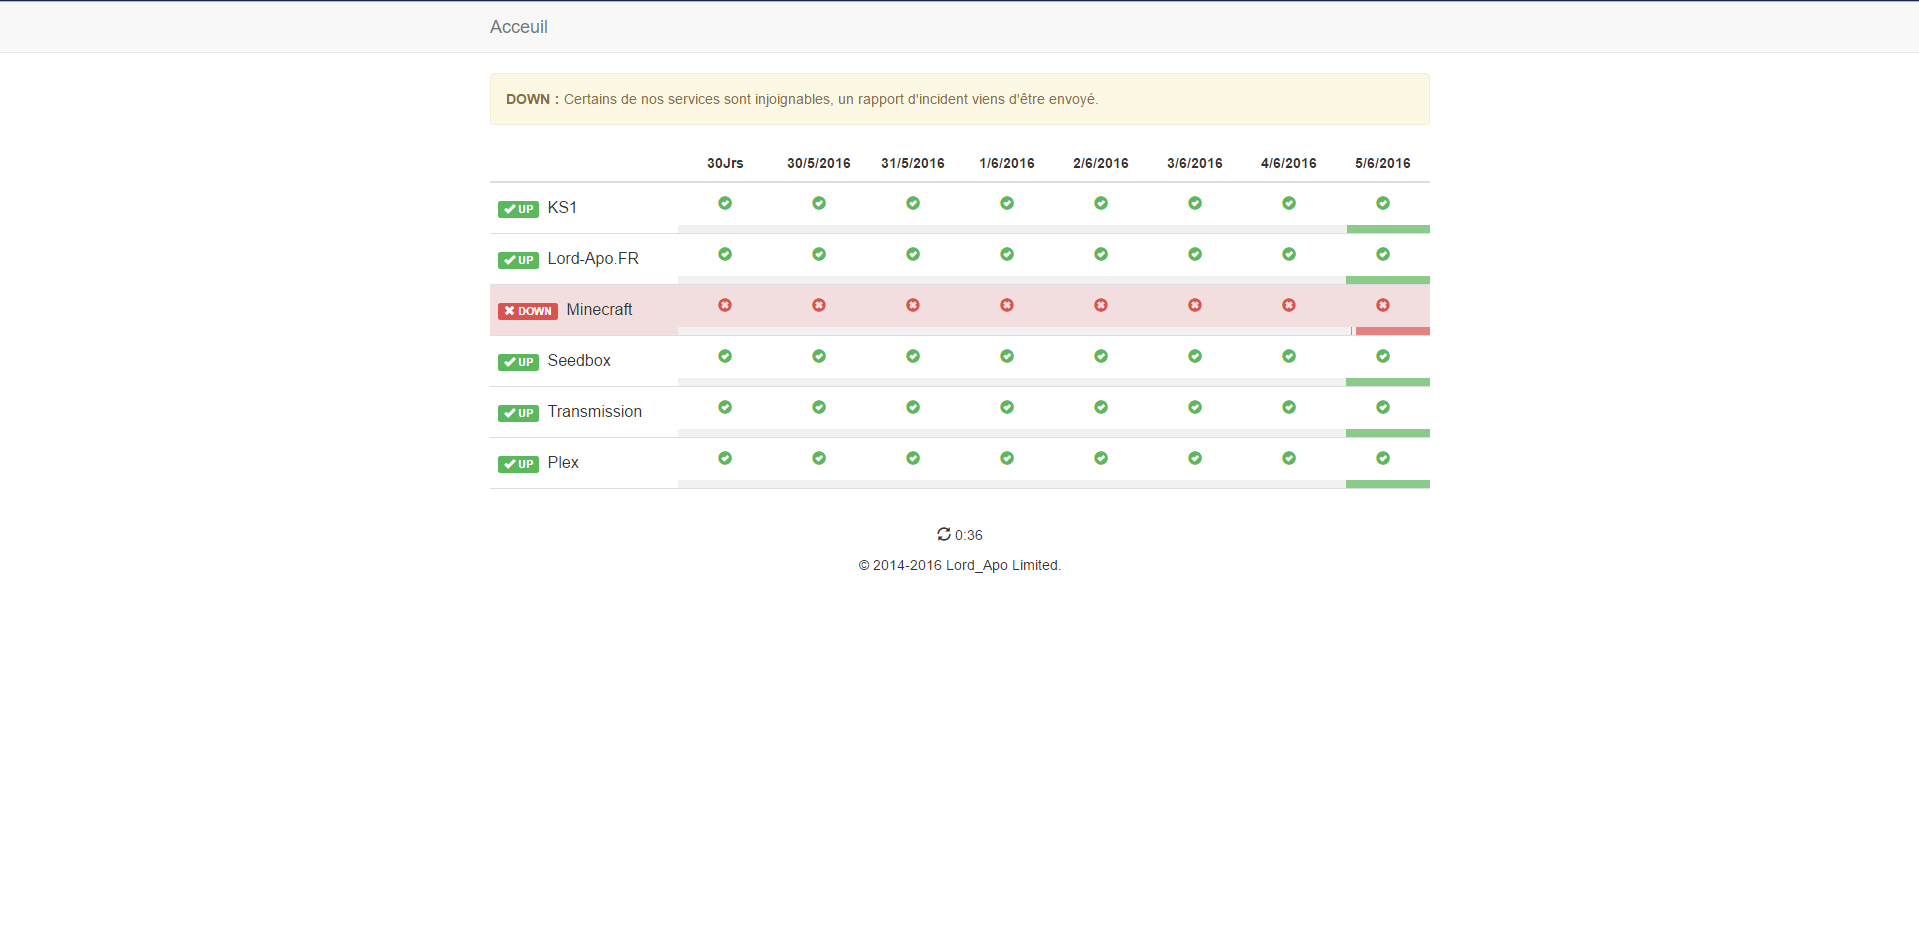 Acceuil
DOWN : Certains de nos services sont injoignables, un rapport d'incident viens d'être envoyé.
30Jrs 30/5/2016 31/5/2016 1/6/2016 2/6/2016 3/6/2016 4/6/2016 5/6/2016
UP KS1
UP Lord-Apo.FR
DOWN Minecraft
UP Seedbox
UP Transmission
UP Plex
0:36
© 2014-2016 Lord_Apo Limited.